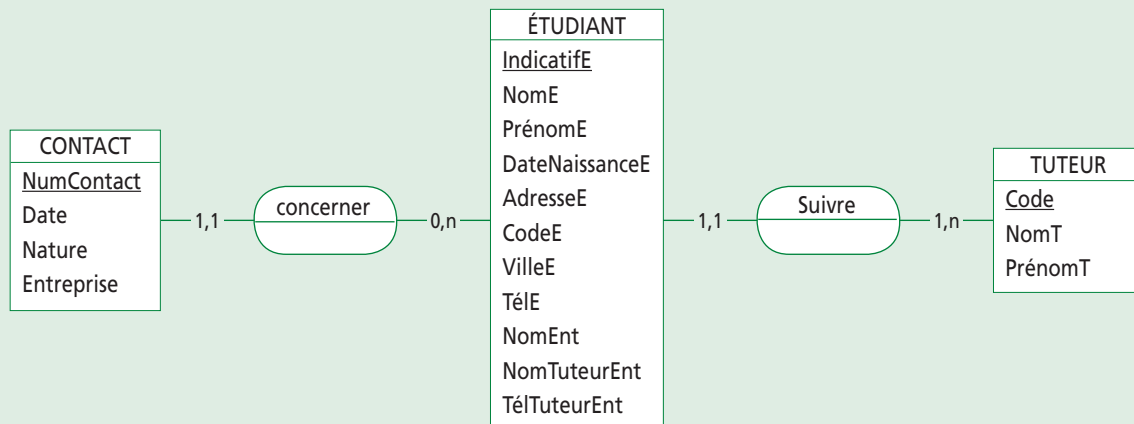 CONTACT
NumContact
Date
Nature
Entreprise
1,1
concerner
0,n
ÉTUDIANT
IndicatifE
NomE
PrénomE
DateNaissanceE
AdresseE
CodeE
VilleE
TélE
NomEnt
NomTuteurEnt
TélTuteurEnt
1,1
Suivre
1,n
TUTEUR
Code
NomT
PrénomT